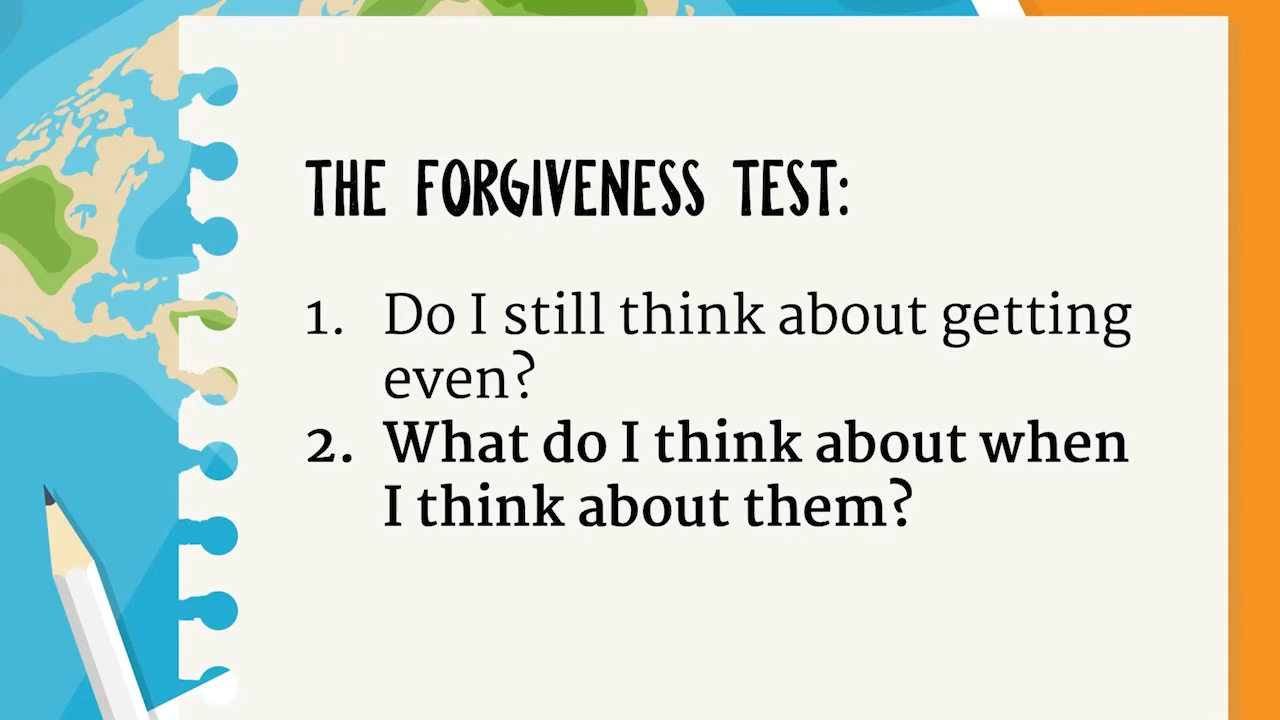 THE FORGIVENESS TEST:
1. Do I still think about getting
even?
2. What do I think about when
I think about them?